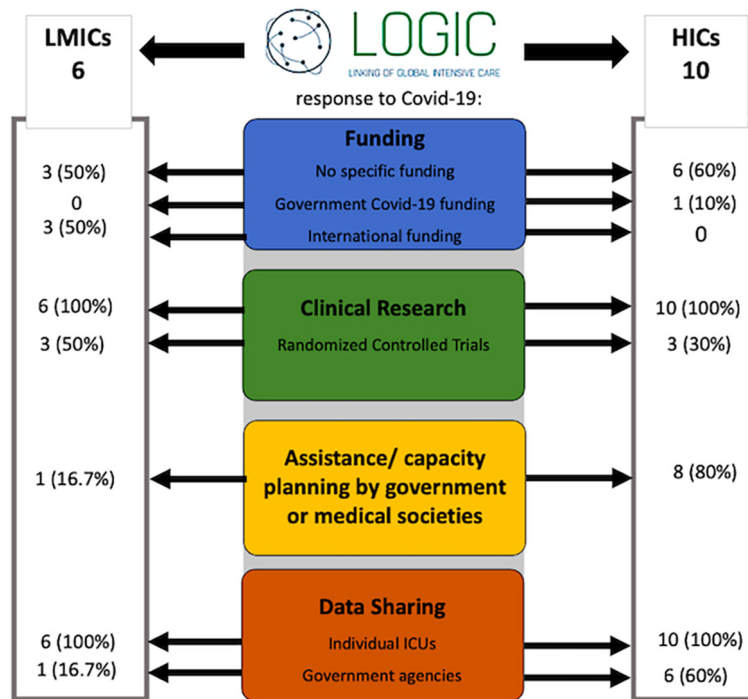 LMICs
6
LOGIC
LINKING OF GLOBAL INTENSIVE CARE
response to Covid-19:
HICs
10
Funding
3 (50%) No specific funding 6 (60%)
0 Government Covid-19 funding 1 (10%)
3 (50%) International funding 0
6 (100%) Clinical Research 10 (100%)
3 (50%) Randomized Controlled Trials 3 (30%)
Assistance/ capacity
1 (16.7%) planning by government 8 (80%)
or medical societies
Data Sharing
6 (100%) Individual ICUs 10 (100%)
1 (16.7%) Government agencies 6 (60%)